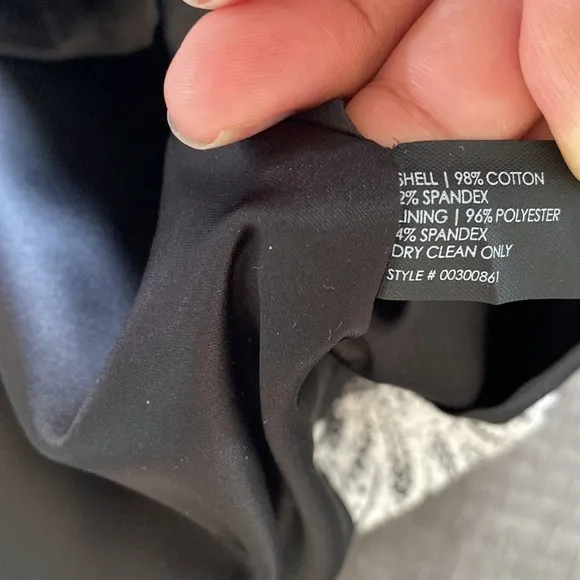 SHELL | 98% COTTON
2% SPANDEX
LINING | 96% POLYESTER
4% SPANDEX
DRY CLEAN ONLY
STYLE # 00300861